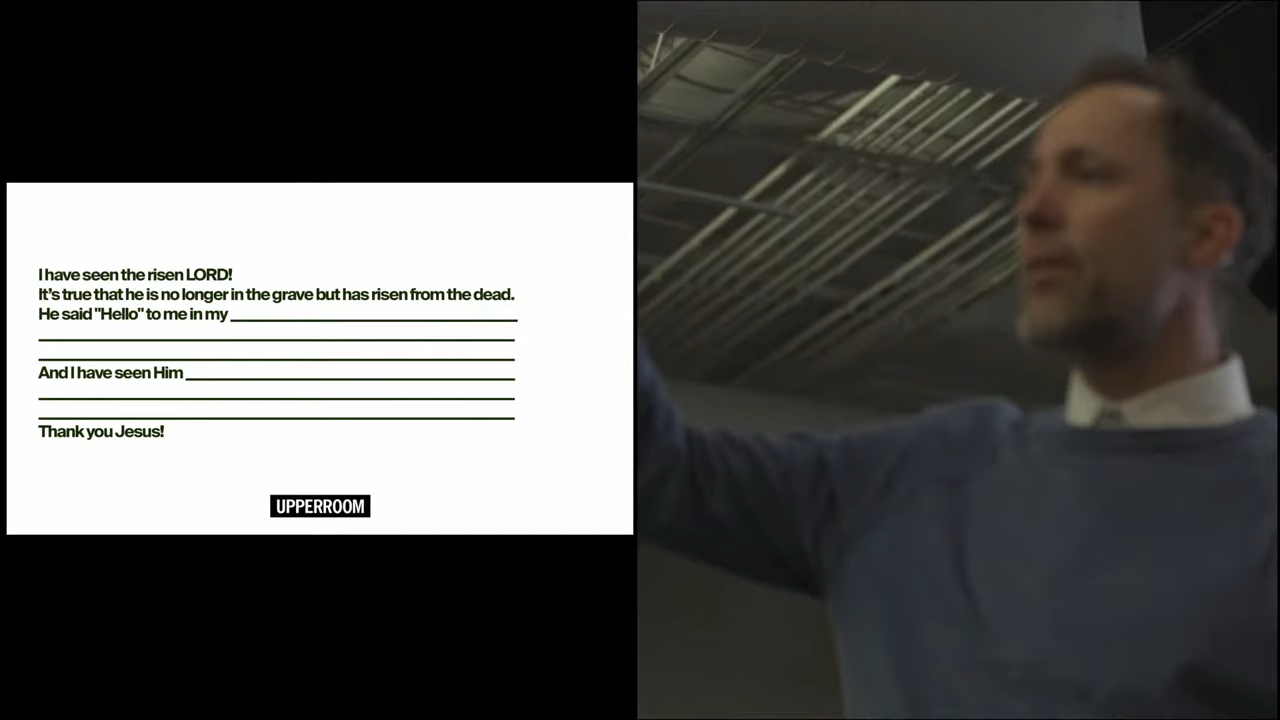 I have seen the risen LORD!
It's true that he is no longer in the grave but has risen from the dead.
He said "Hello" to me in my
And I have seen Him
Thank you Jesus!
UPPERROOM